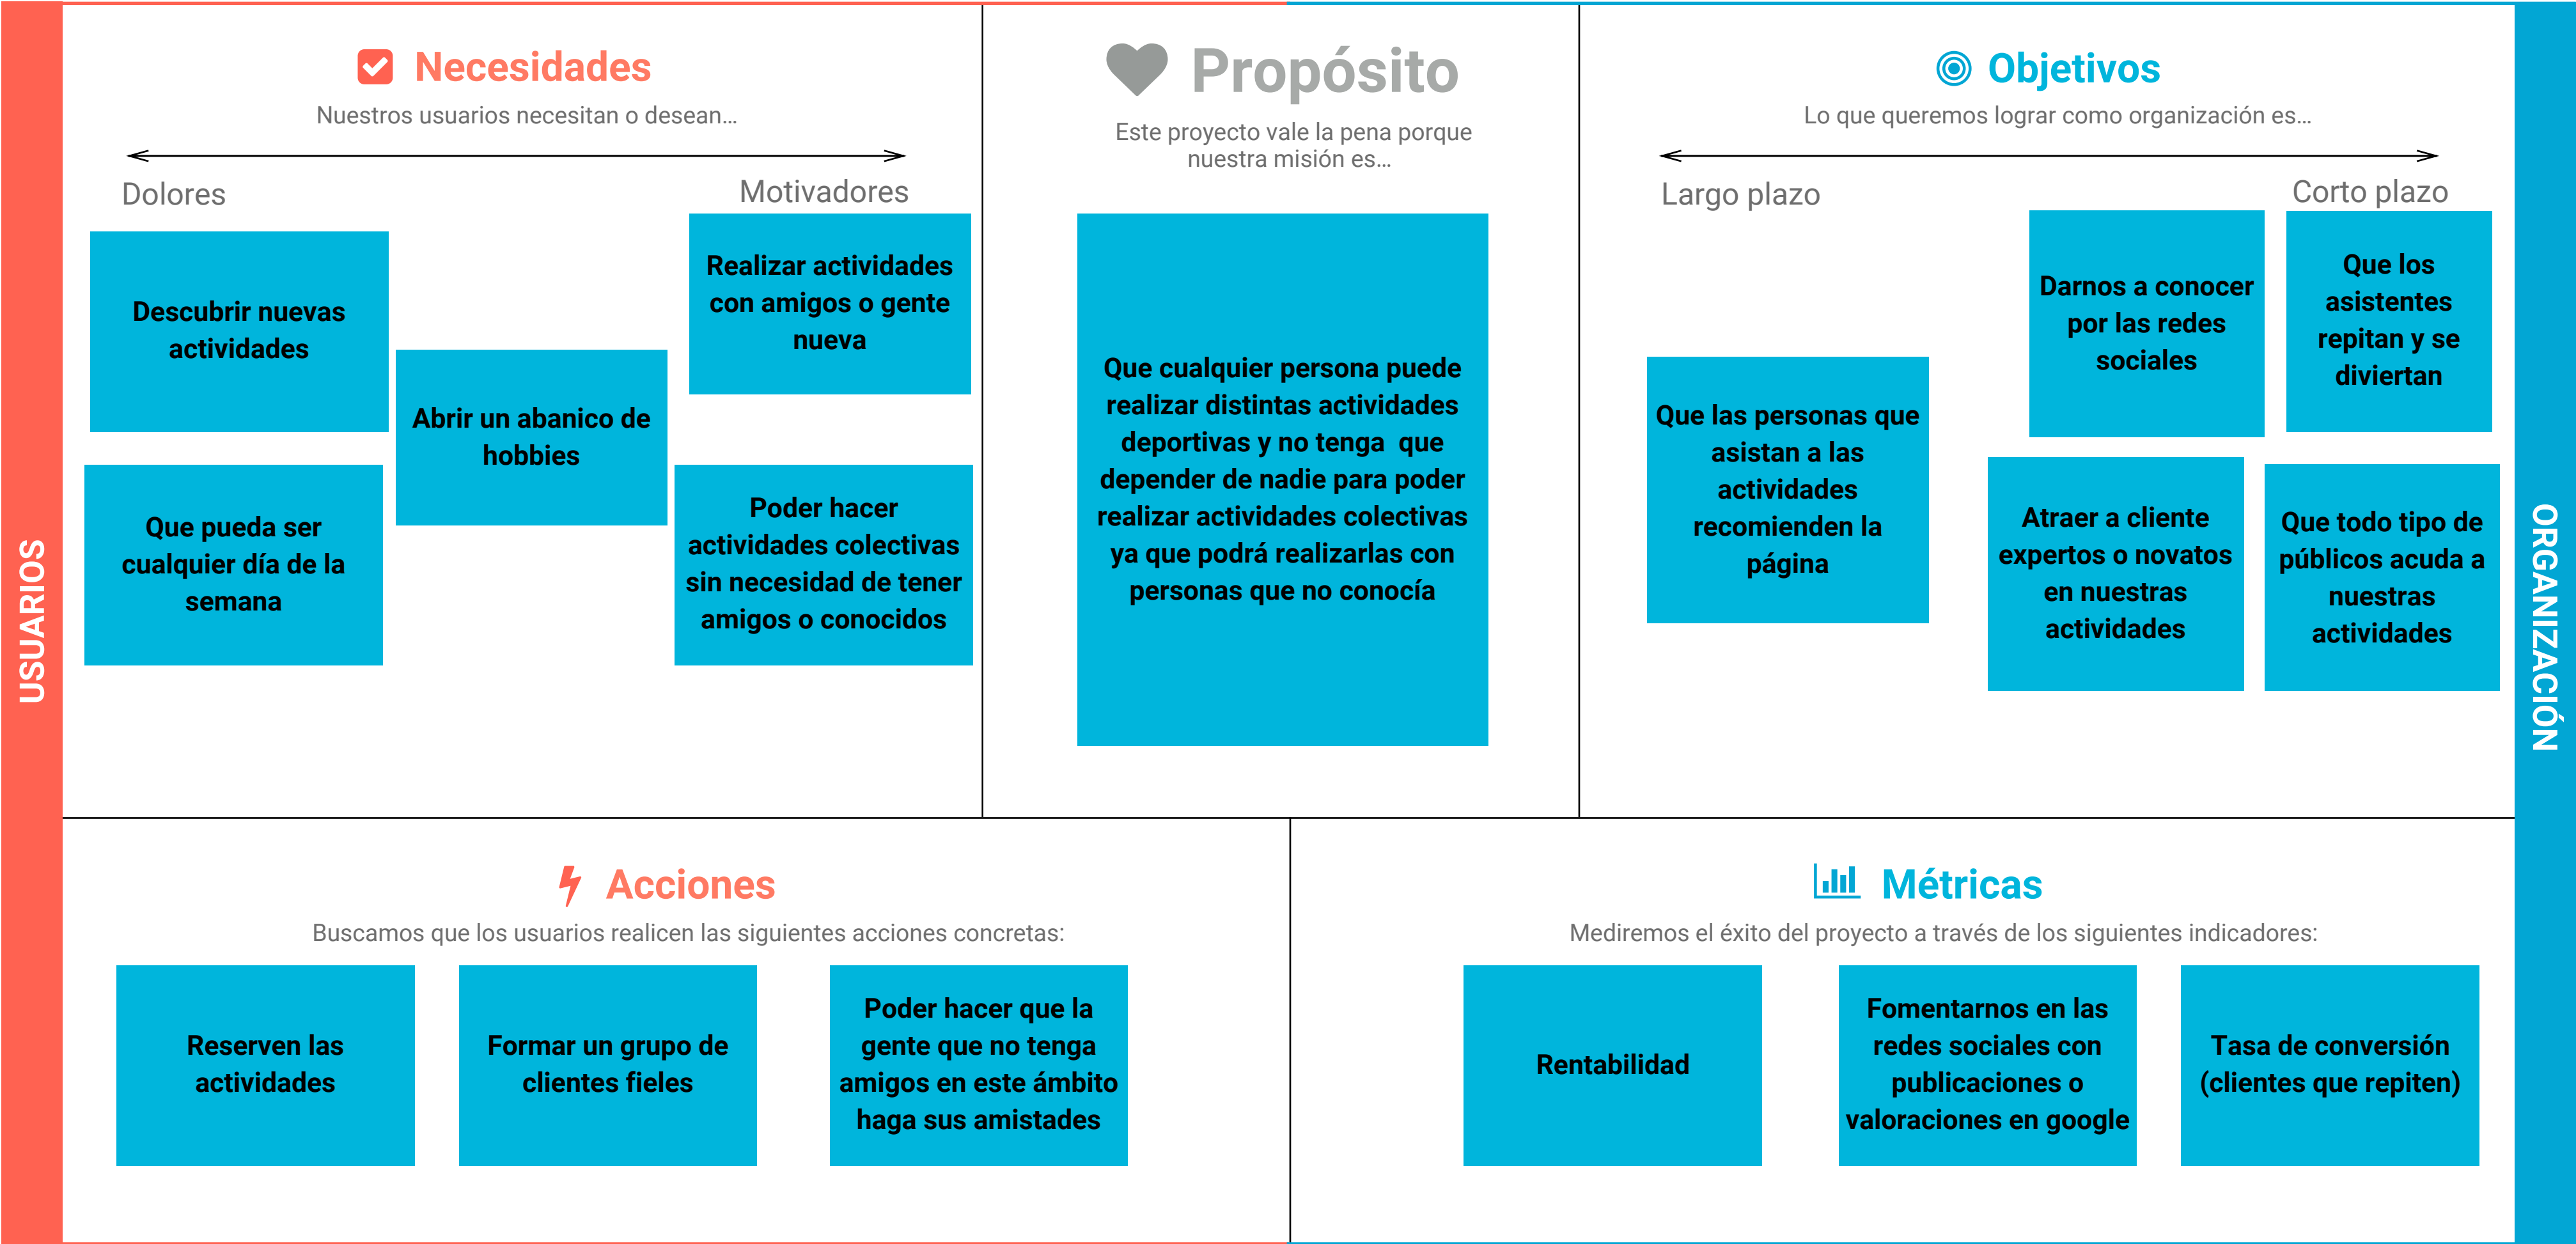 USUARIOS
Necesidades
Nuestros usuarios necesitan o desean...
Dolores
Motivadores
Descubrir nuevas
actividades
Realizar actividades
con amigos o gente
nueva
Abrir un abanico de
hobbies
Que pueda ser
cualquier día de la
semana
Poder hacer
actividades colectivas
sin necesidad de tener
amigos o conocidos
Propósito
Este proyecto vale la pena porque
nuestra misión es...
Que cualquier persona puede
realizar distintas actividades
deportivas y no tenga  que
depender de nadie para poder
realizar actividades colectivas
ya que podrá realizarlas con
personas que no conocía
Objetivos
Lo que queremos lograr como organización es...
Largo plazo
Corto plazo
Que las personas que
asistan a las
actividades
recomienden la
página
Darnos a conocer
por las redes
sociales
Que los
asistentes
repitan y se
diviertan
Atraer a cliente
expertos o novatos
en nuestras
actividades
Que todo tipo de
públicos acuda a
nuestras
actividades
ORGANIZACIÓN
Acciones
Buscamos que los usuarios realicen las siguientes acciones concretas:
Reserven las
actividades
Formar un grupo de
clientes fieles
Poder hacer que la
gente que no tenga
amigos en este ámbito
haga sus amistades
Métricas
Mediremos el éxito del proyecto a través de los siguientes indicadores:
Rentabilidad
Fomentarnos en las
redes sociales con
publicaciones o
valoraciones en google
Tasa de conversión
(clientes que repiten)